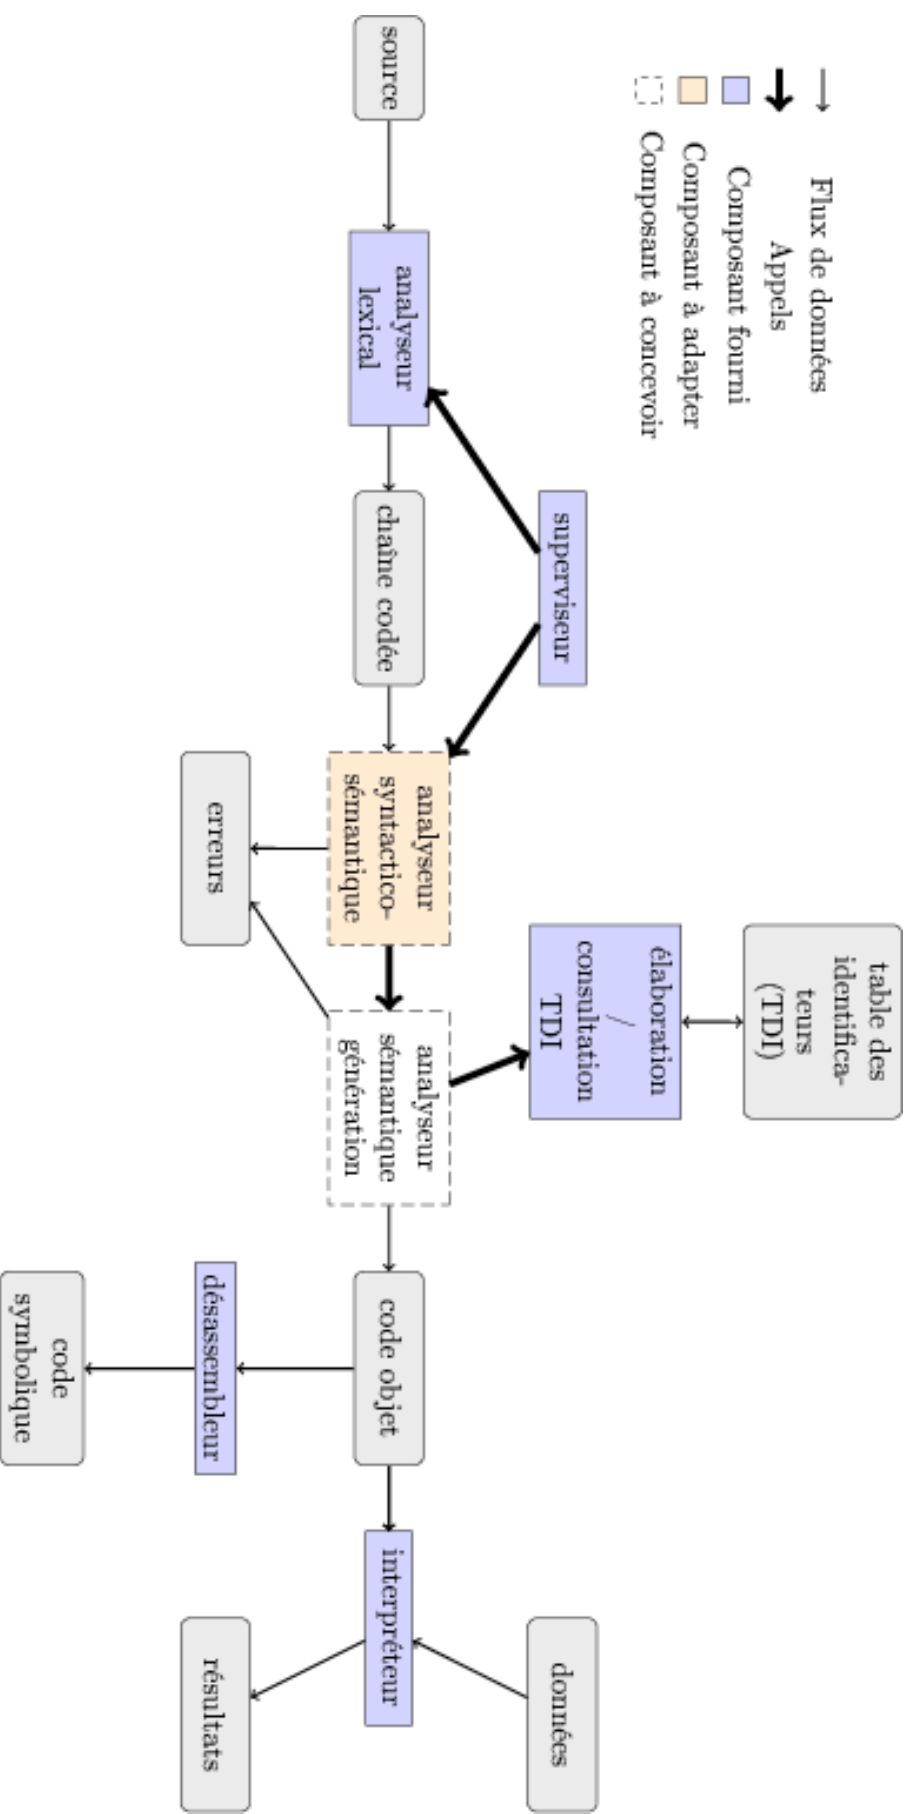 Flux de données
Appels
Composant fourni
Composant à adapter
Composant à concevoir
table des
identifica-
teurs
(TDI)
superviseur
élaboration
/
consultation
TDI
données
source
analyseur
lexical
chaîne codée
analyseur
syntactico-
sémantique
analyseur
sémantique
génération
code objet
interpréteur
erreurs
désassembleur
résultats
code
symbolique